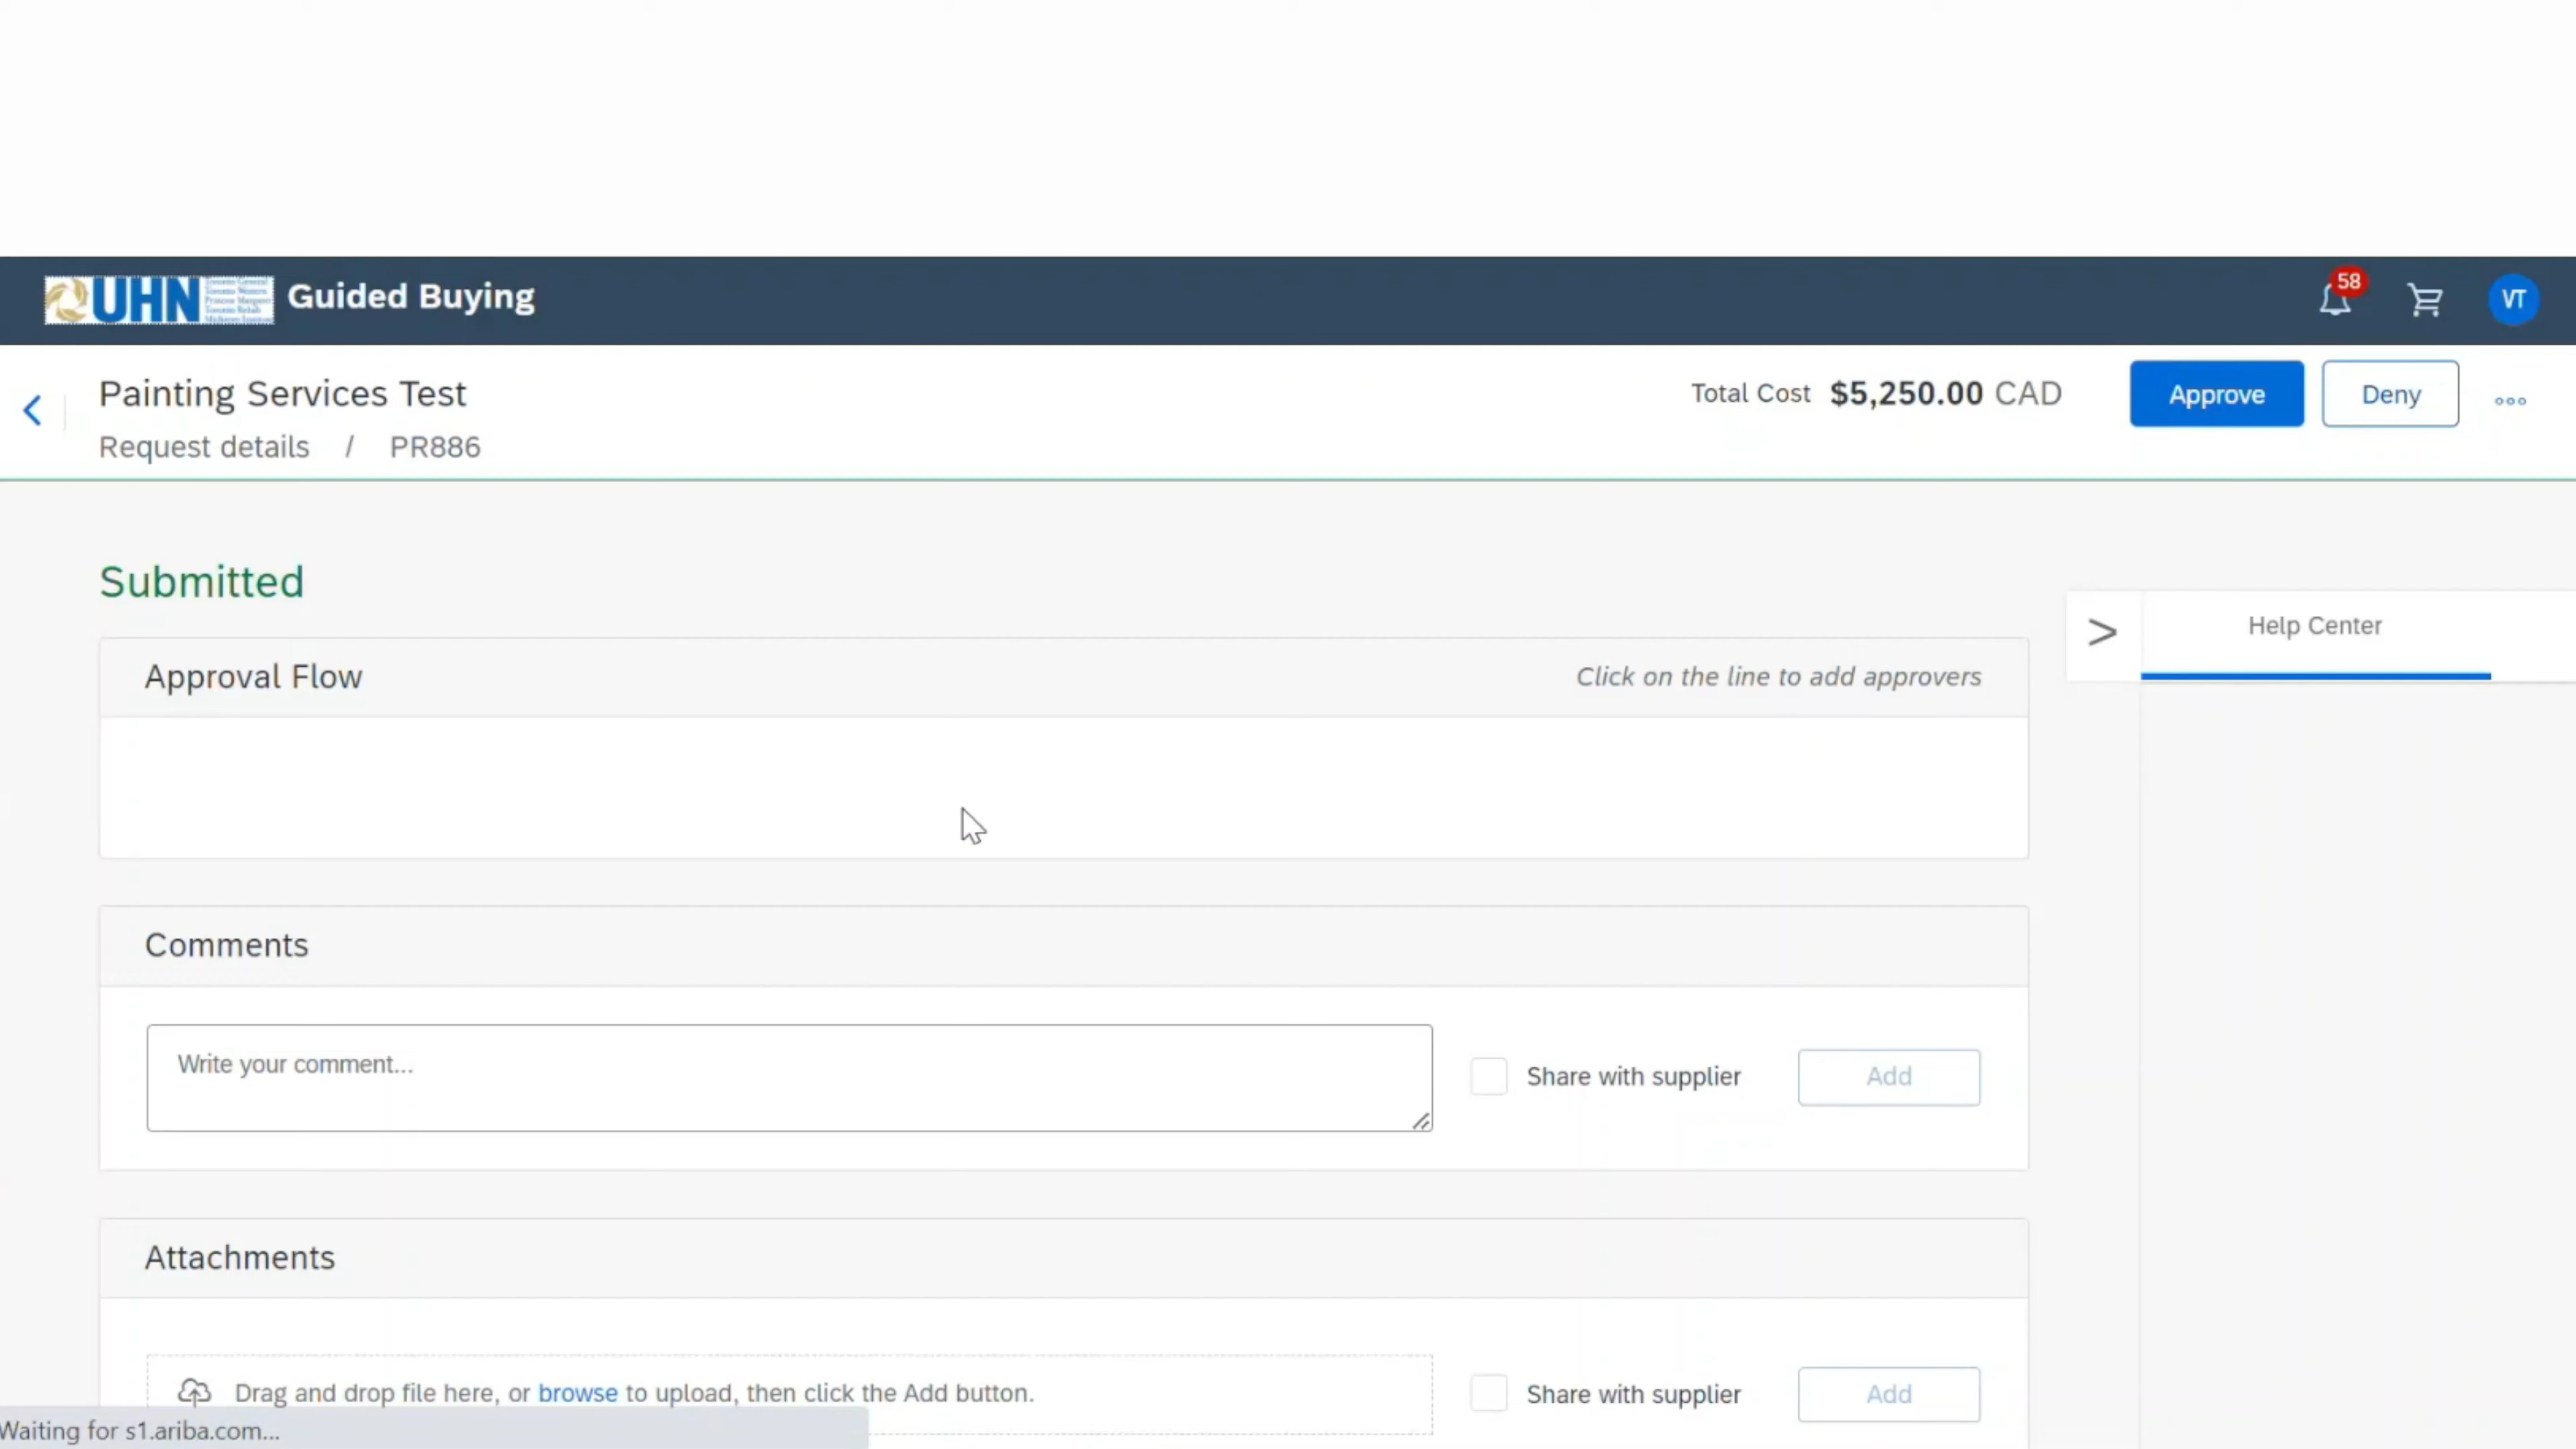 UHN
Guided Buying
58
VT
Painting Services Test
Total Cost $5,250.00 CAD
Approve
Deny
Request details / PR886
Submitted
Help Center
Approval Flow
Click on the line to add approvers
Comments
Write your comment...
Share with supplier
Add
Attachments
Drag and drop file here, or browse to upload, then click the Add button.
Share with supplier
Add
Waiting for s1.ariba.com...